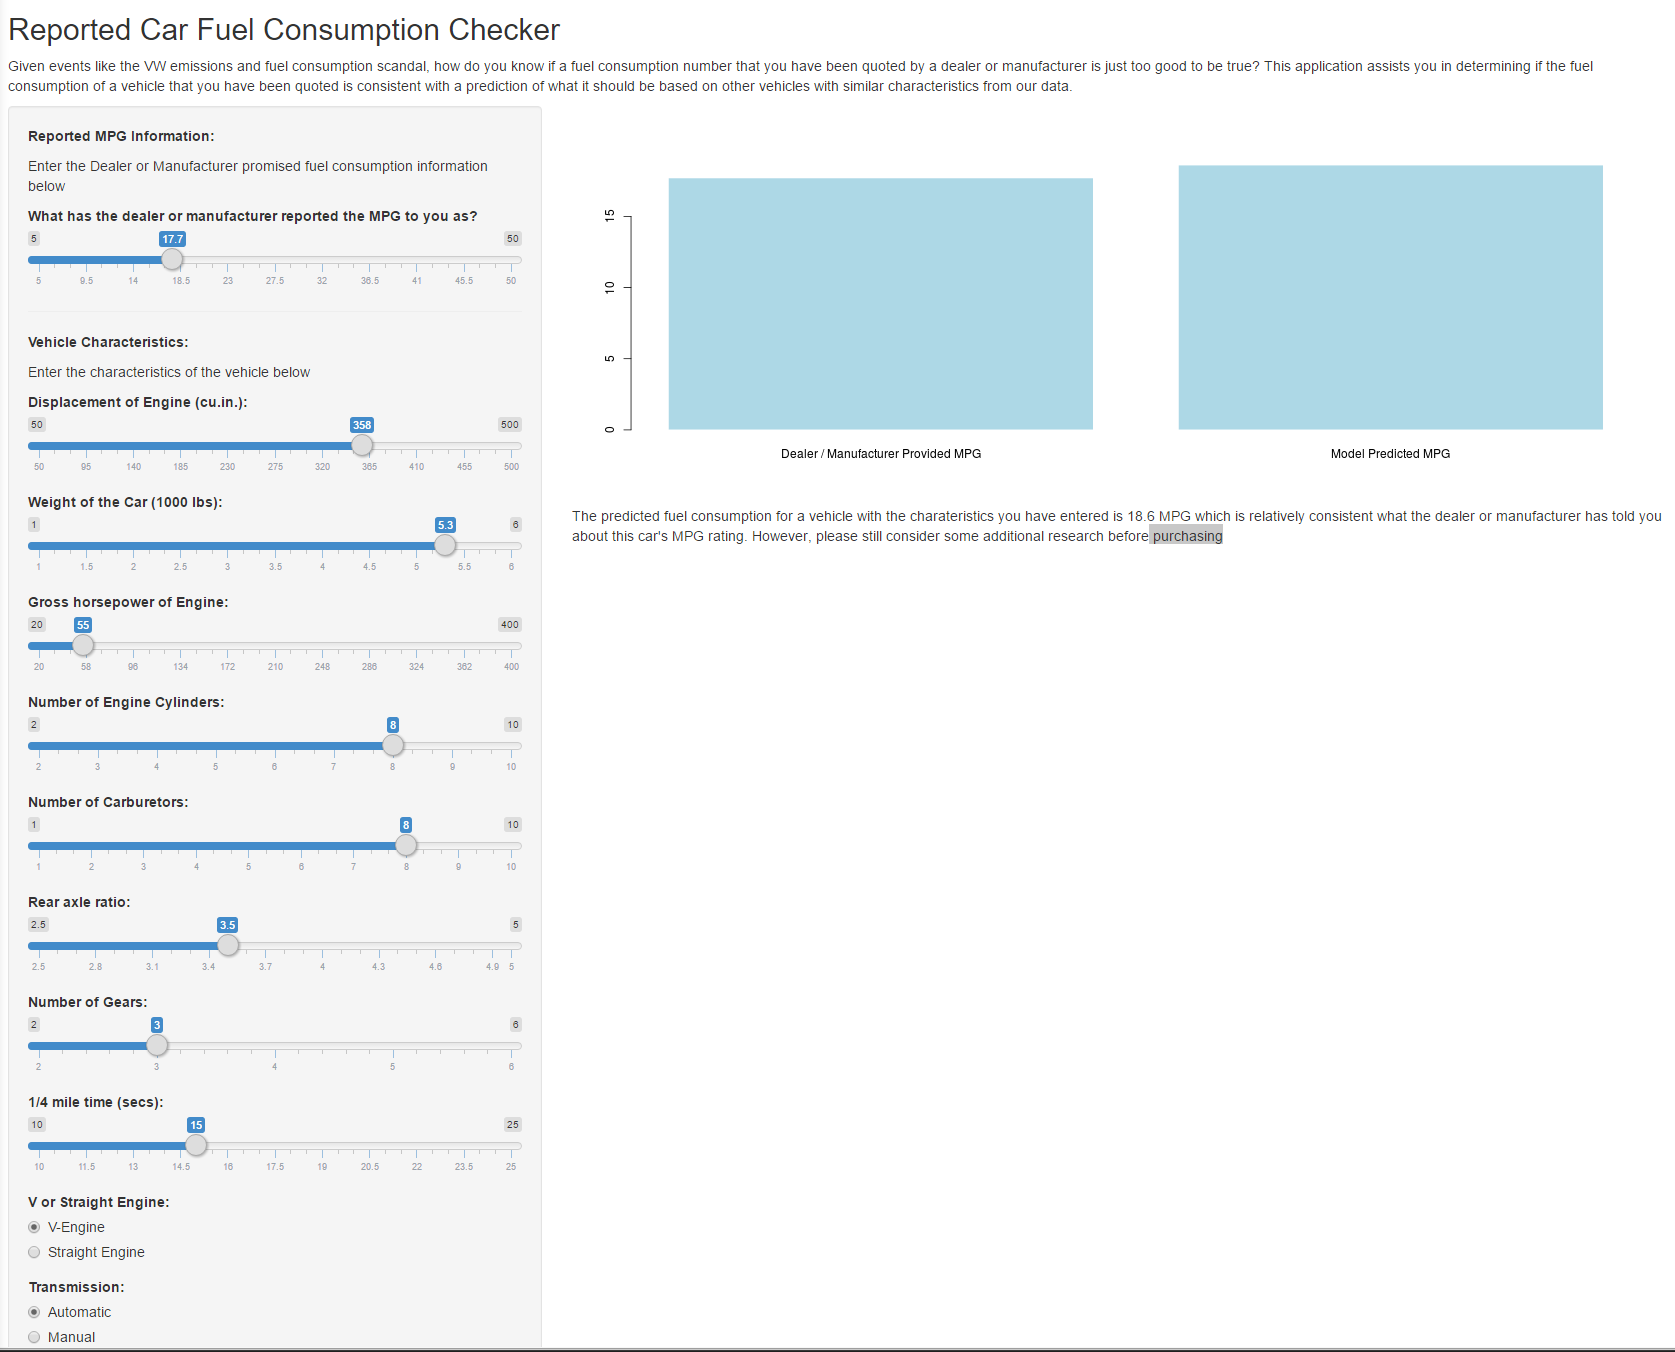 Reported Car Fuel Consumption Checker
Given events like the VW emissions and fuel consumption scandal, how do you know if a fuel consumption number that you have been quoted by a dealer or manufacturer is just too good to be true? This application assists you in determining if the fuel
consumption of a vehicle that you have been quoted is consistent with a prediction of what it should be based on other vehicles with similar characteristics from our data.
Reported MPG Information:
Enter the Dealer or Manufacturer promised fuel consumption information
below
What has the dealer or manufacturer reported the MPG to you as?
5 17.7 50
5 9.5 14 18.5 23 27.5 32 36.5 41 45.5 50
Vehicle Characteristics:
Enter the characteristics of the vehicle below
Displacement of Engine (cu.in.):
50 358 500
50 95 140 185 230 275 320 365 410 455 500
Weight of the Car (1000 lbs):
1 5.3 6
1 1.5 2 2.5 3 3.5 4 4.5 5 5.5 6
Gross horsepower of Engine:
20 55 400
20 58 96 134 172 210 248 286 324 362 400
Number of Engine Cylinders:
2 8 10
2 3 4 5 6 7 8 9 10
Number of Carburetors:
1 8 10
1 2 3 4 5 6 7 8 9 10
Rear axle ratio:
2.5 3.5 5
2.5 2.8 3.1 3.4 3.7 4 4.3 4.6 4.9 5
Number of Gears:
2 3 6
2 3 4 5 6
1/4 mile time (secs):
10 15 25
10 11.5 13 14.5 16 17.5 19 20.5 22 23.5 25
V or Straight Engine:
V-Engine
Straight Engine
Transmission:
Automatic
Manual
15
10
5
0
Dealer / Manufacturer Provided MPG
Model Predicted MPG
The predicted fuel consumption for a vehicle with the charateristics you have entered is 18.6 MPG which is relatively consistent what the dealer or manufacturer has told you
about this car's MPG rating. However, please still consider some additional research before purchasing